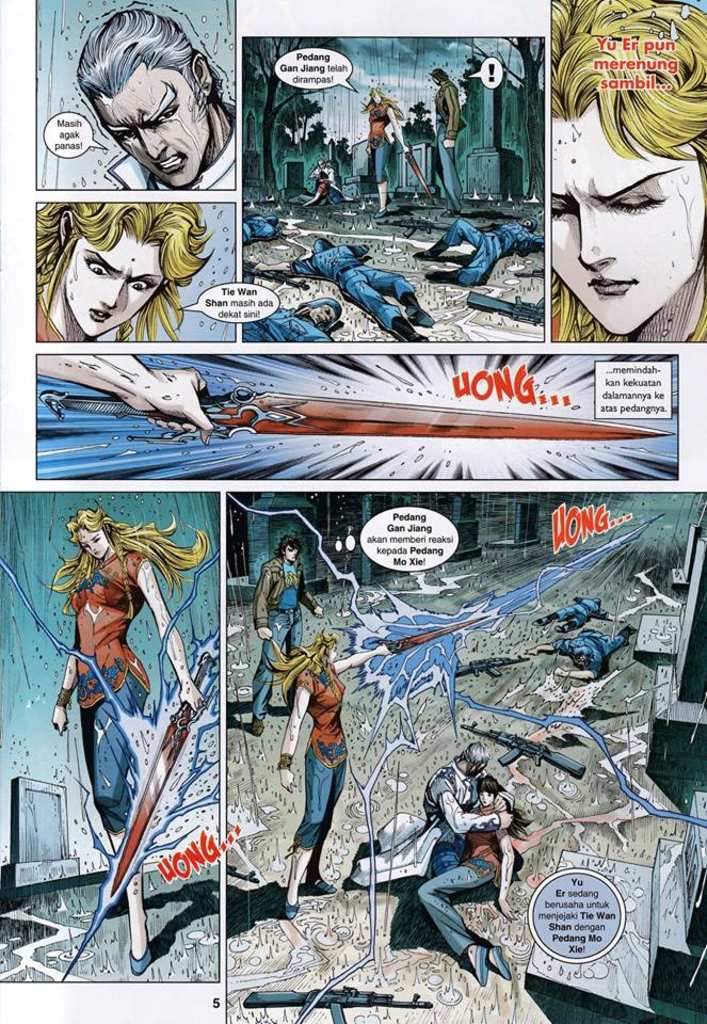 Masih
agak
panas!
Pedang
Gan Jiang telah
dirampas!
!
Tie Wan
Shan masih ada
dekat sini!
Yu Er pun
merenung
sambil...
UONG...
...memindah-
kan kekuatan
dalamannya ke
atas pedangnya.
UONG...
Pedang
Gan Jiang
akan memberi reaksi
kepada Pedang
Mo Xie!
UONG...
Yu
Er sedang
berusaha untuk
menjejaki Tie Wan
Shan dengan
Pedang Mo
Xie!
5